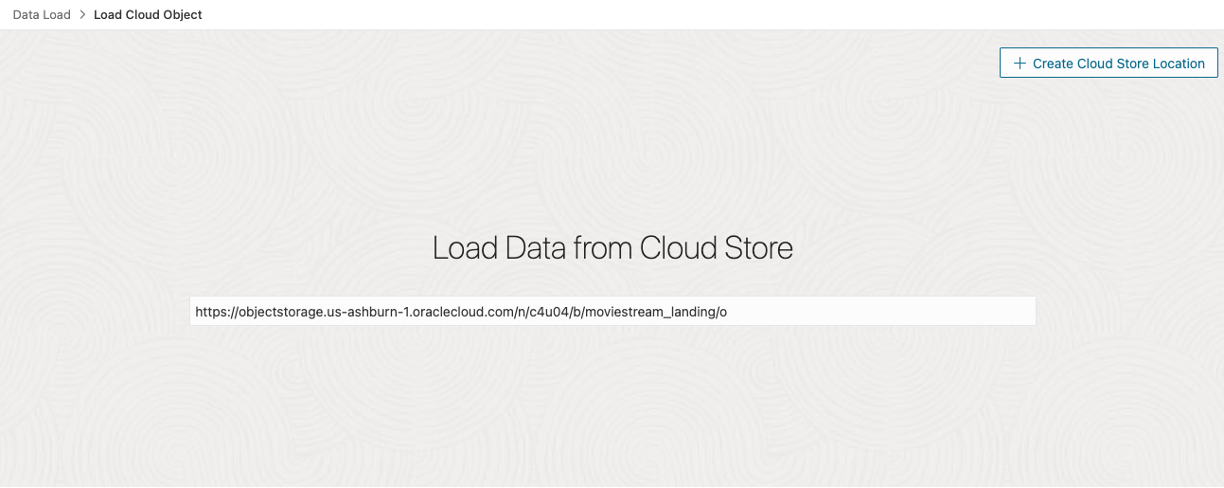 Data Load > Load Cloud Object
+ Create Cloud Store Location
Load Data from Cloud Store
https://objectstorage.us-ashburn-1.oraclecloud.com/n/c4u04/b/moviestream_landing/o